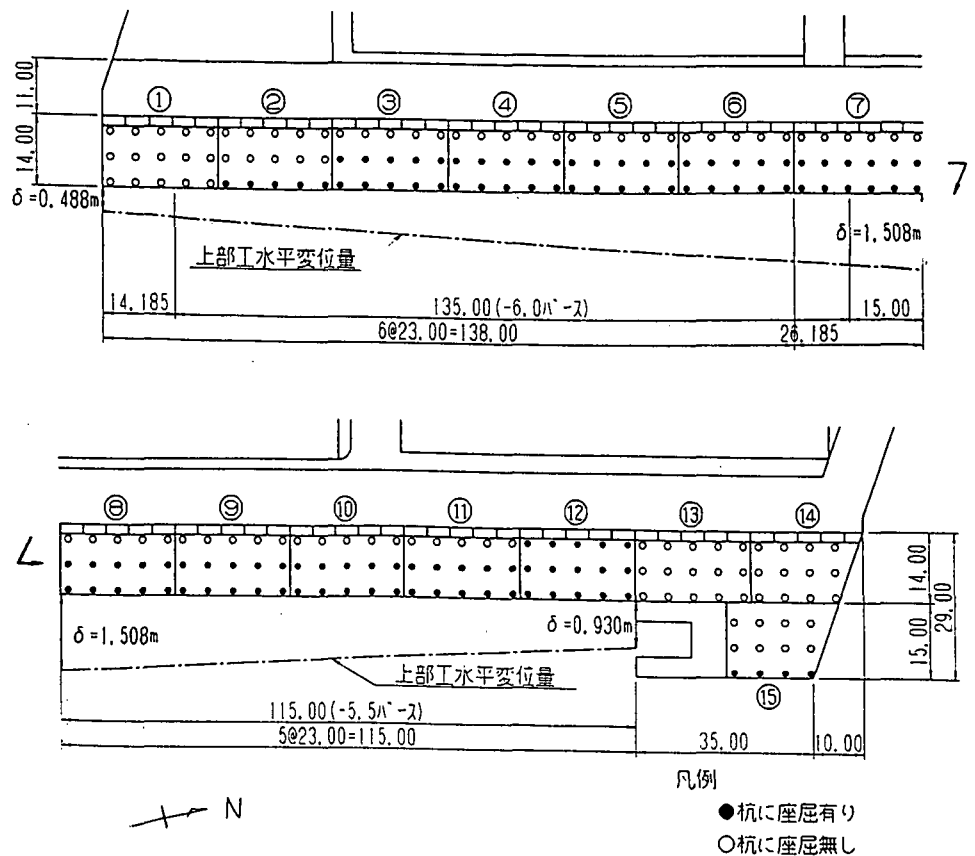 11.00
14.00
① ② ③ ④ ⑤ ⑥ ⑦
δ=0.488m
δ=1.508m
上部工水平変位量
14.185 135.00(-6.0バース) 15.00
6@23.00=138.00 26.185
⑧ ⑨ ⑩ ⑪ ⑫ ⑬ ⑭
14.00
15.00
29.00
δ=1.508m
δ=0.930m
上部工水平変位量
⑮
115.00(-5.5バース)
5@23.00=115.00 35.00 10.00
凡例
N
●杭に座屈有り
○杭に座屈無し